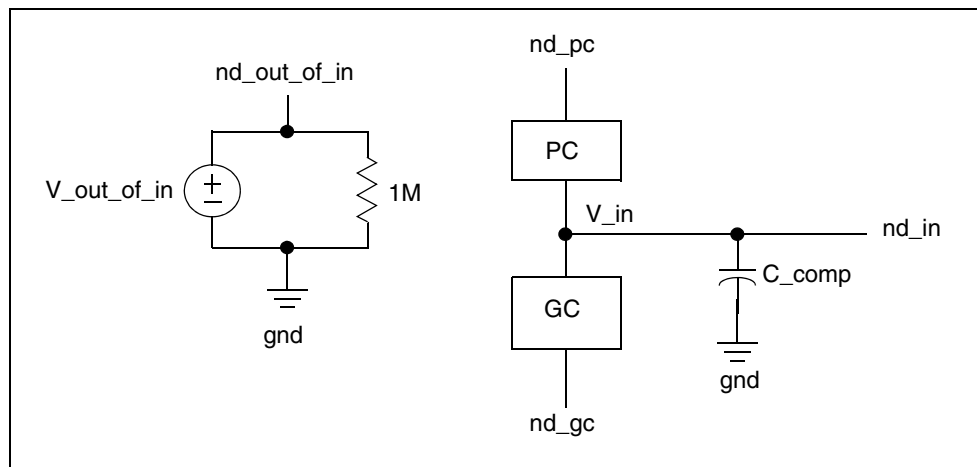 nd_out_of_in
V_out_of_in
+
–
1M
gnd
nd_pc
PC
V_in
nd_in
C_comp
GC
gnd
nd_gc